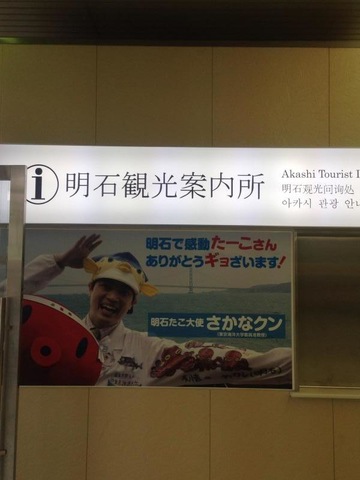 i 明石観光案内所
Akashi Tourist I
明石观光问询处
아카시 관광 안나
明石で感動たーこさん
ありがとうギョざいます!
明石たこ大使 さかなクン